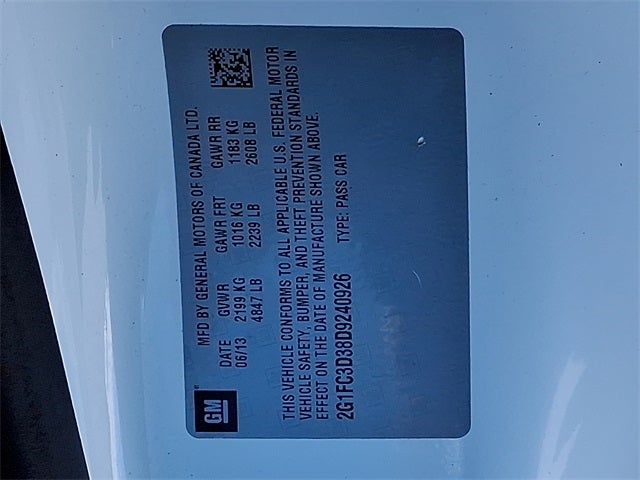 GM
MFD BY GENERAL MOTORS OF CANADA LTD.
DATE GVWR GAWR FRT GAWR RR
06/13 2199 KG 1016 KG 1183 KG
4847 LB 2239 LB 2608 LB
THIS VEHICLE CONFORMS TO ALL APPLICABLE U.S. FEDERAL MOTOR
VEHICLE SAFETY, BUMPER, AND THEFT PREVENTION STANDARDS IN
EFFECT ON THE DATE OF MANUFACTURE SHOWN ABOVE.
2G1FC3D38D9240926 TYPE: PASS CAR